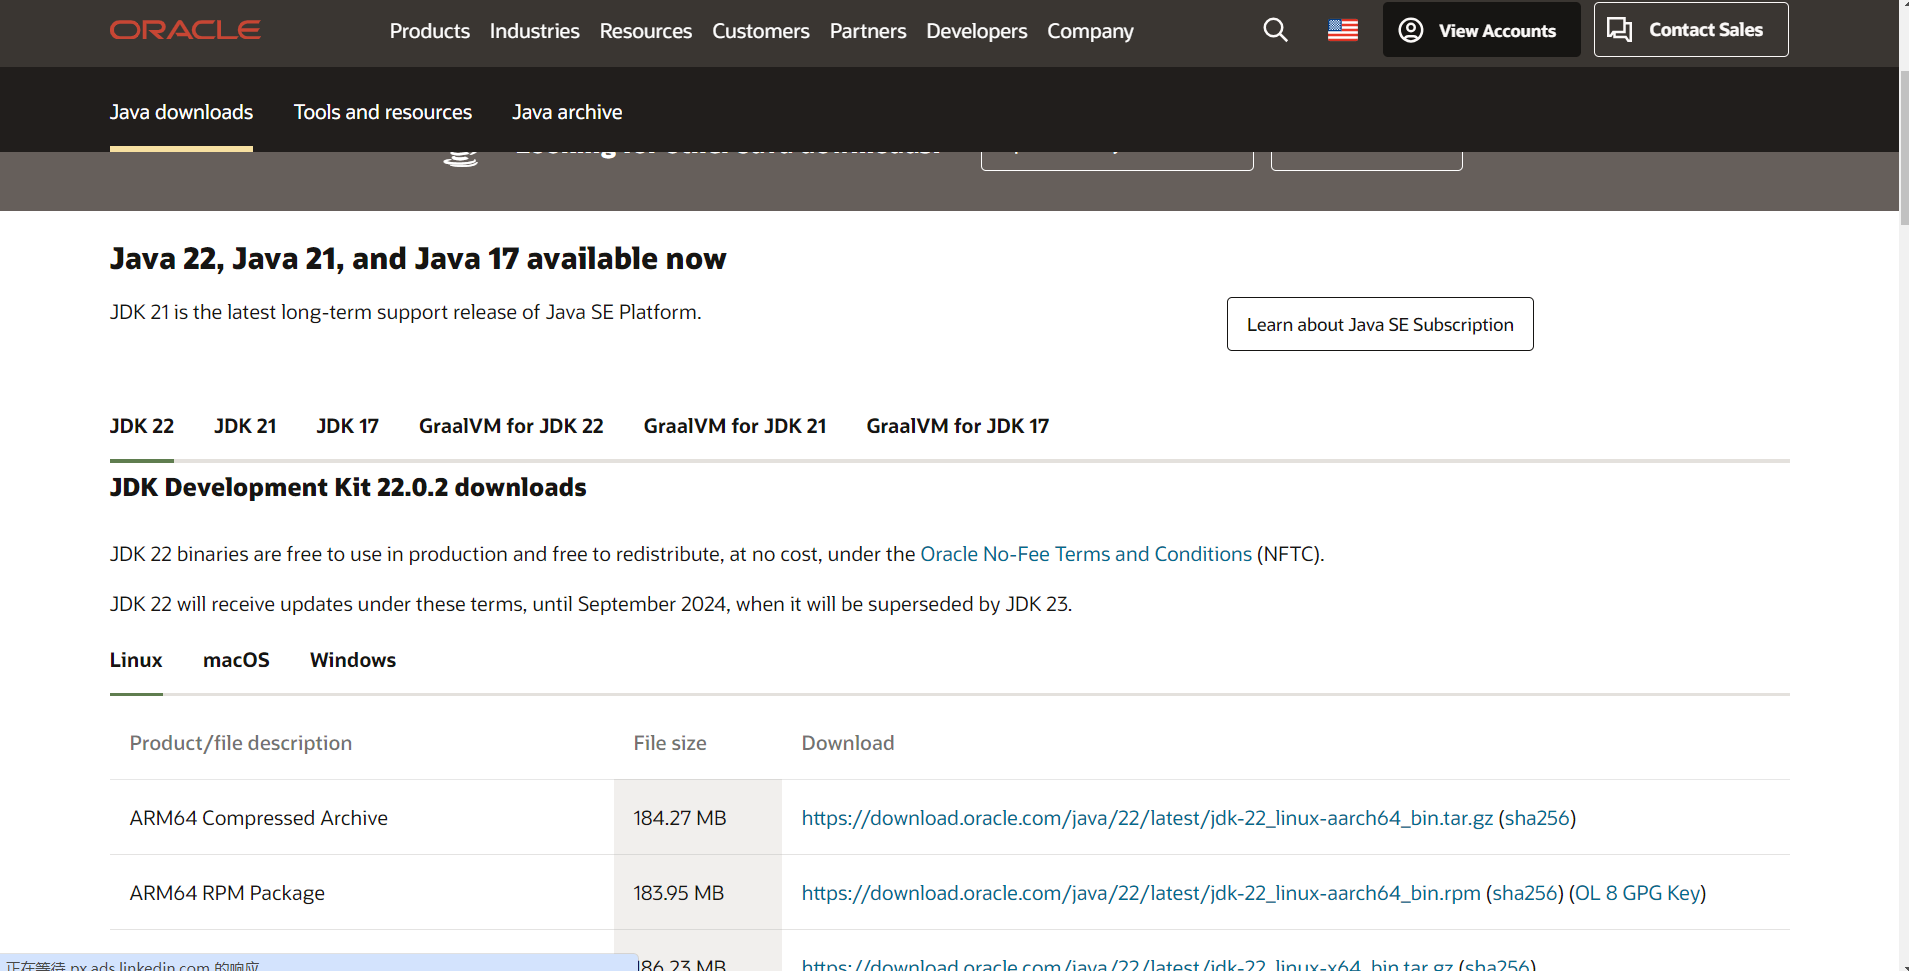 ORACLE
Products Industries Resources Customers Partners Developers Company
View Accounts
Contact Sales
Java downloads Tools and resources Java archive
Looking for other Java downloads?
Java 22, Java 21, and Java 17 available now
JDK 21 is the latest long-term support release of Java SE Platform.
Learn about Java SE Subscription
JDK 22 JDK 21 JDK 17 GraalVM for JDK 22 GraalVM for JDK 21 GraalVM for JDK 17
JDK Development Kit 22.0.2 downloads
JDK 22 binaries are free to use in production and free to redistribute, at no cost, under the Oracle No-Fee Terms and Conditions (NFTC).
JDK 22 will receive updates under these terms, until September 2024, when it will be superseded by JDK 23.
Linux macOS Windows
Product/file description File size Download
ARM64 Compressed Archive 184.27 MB https://download.oracle.com/java/22/latest/jdk-22_linux-aarch64_bin.tar.gz (sha256)
ARM64 RPM Package 183.95 MB https://download.oracle.com/java/22/latest/jdk-22_linux-aarch64_bin.rpm (sha256) (OL 8 GPG Key)
186.23 MB https://download.oracle.com/java/22/latest/jdk-22_linux-x64_bin.tar.gz (sha256)
正在等待 px.ads.linkedin.com 的响应